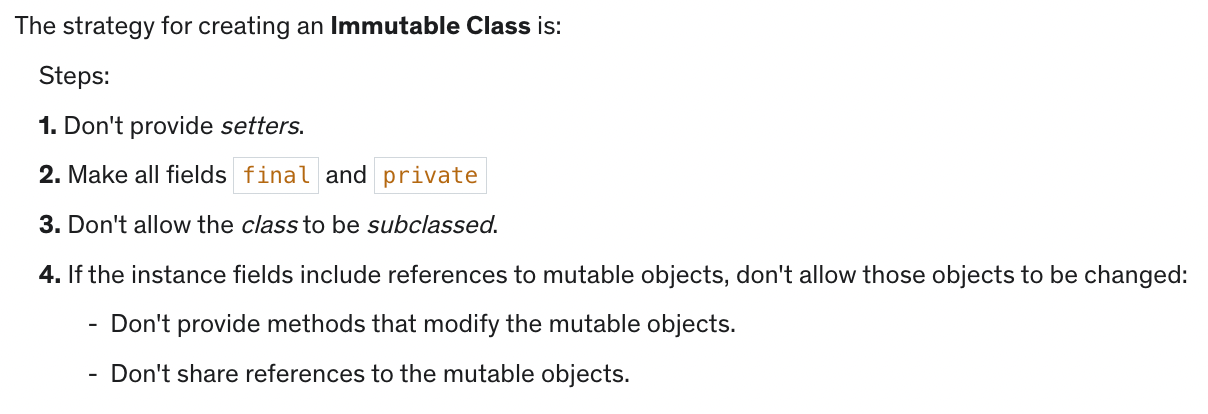 The strategy for creating an Immutable Class is:
Steps:
1. Don't provide setters.
2. Make all fields final and private
3. Don't allow the class to be subclassed.
4. If the instance fields include references to mutable objects, don't allow those objects to be changed:
- Don't provide methods that modify the mutable objects.
- Don't share references to the mutable objects.